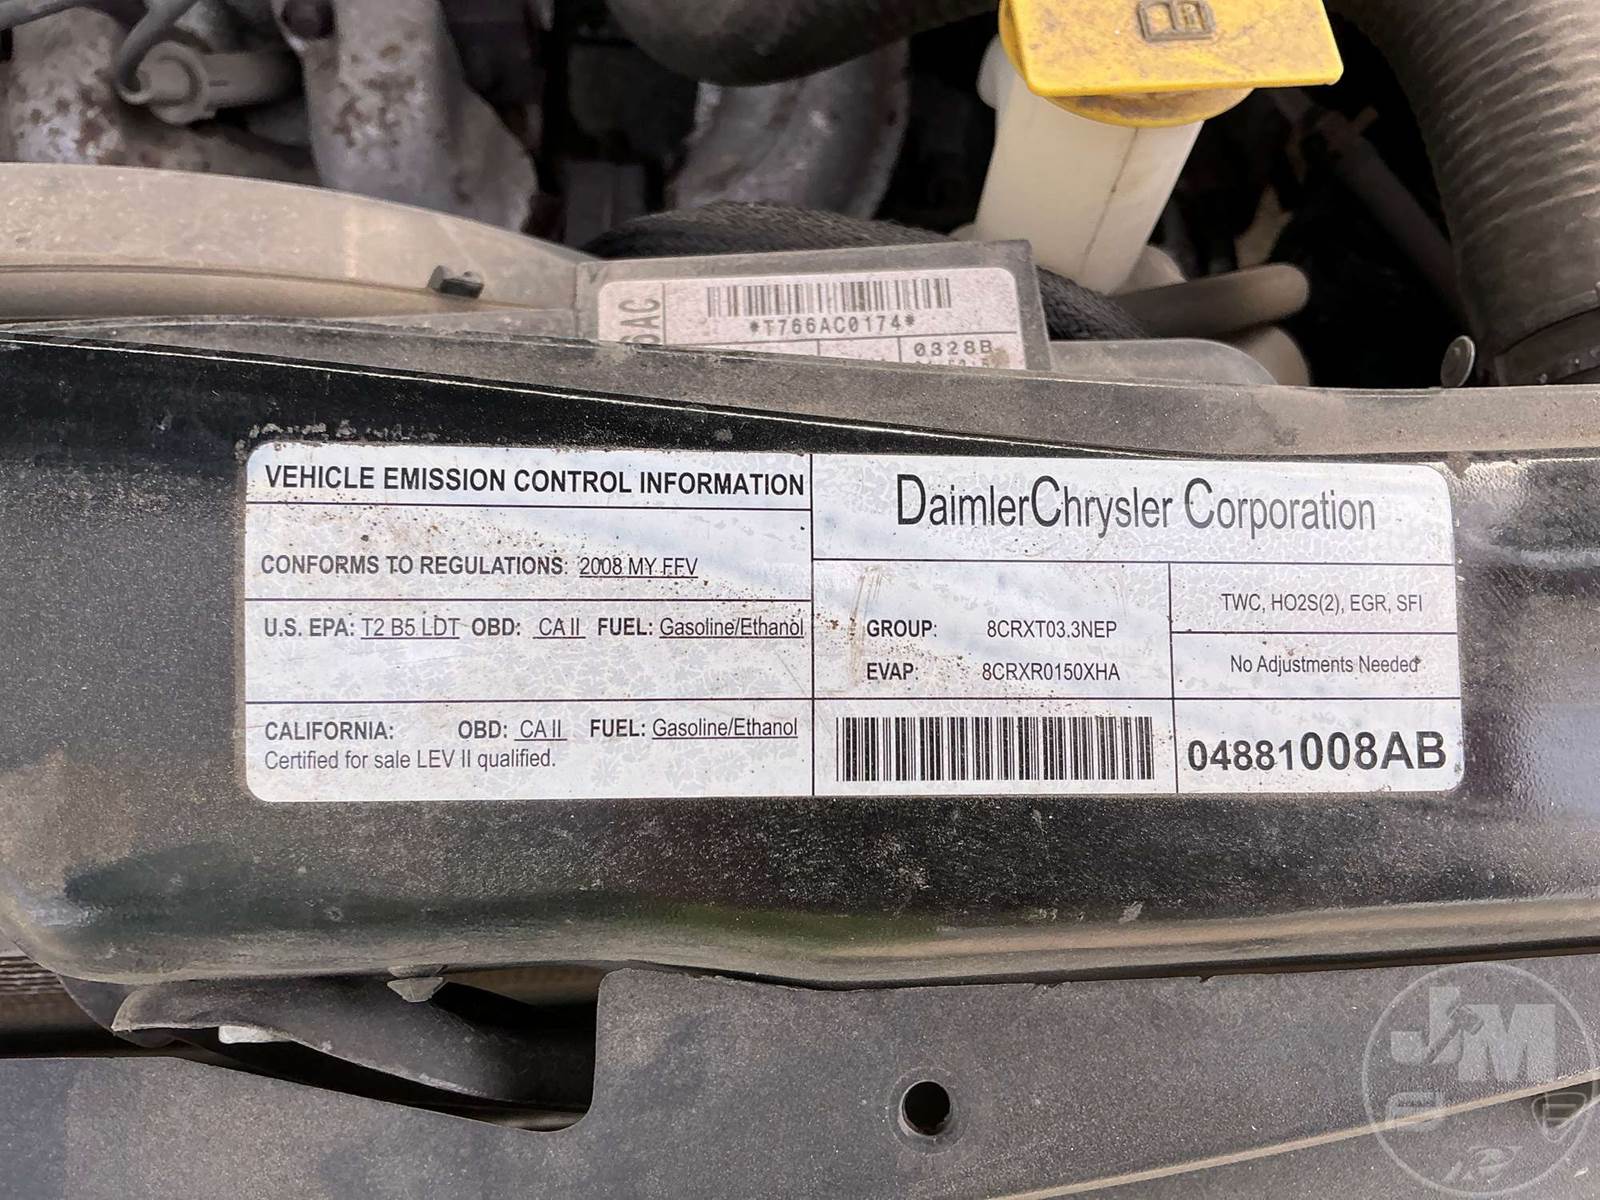 6AC
*T766AC0174*
0328B
VEHICLE EMISSION CONTROL INFORMATION
DaimlerChrysler Corporation
CONFORMS TO REGULATIONS: 2008 MY FFV
U.S. EPA: T2 B5 LDT OBD: CA II FUEL: Gasoline/Ethanol
CALIFORNIA: OBD: CA II FUEL: Gasoline/Ethanol
Certified for sale LEV II qualified.
GROUP: 8CRXT03.3NEP
EVAP: 8CRXR0150XHA
TWC, HO2S(2), EGR, SFI
No Adjustments Needed
04881008AB
JM